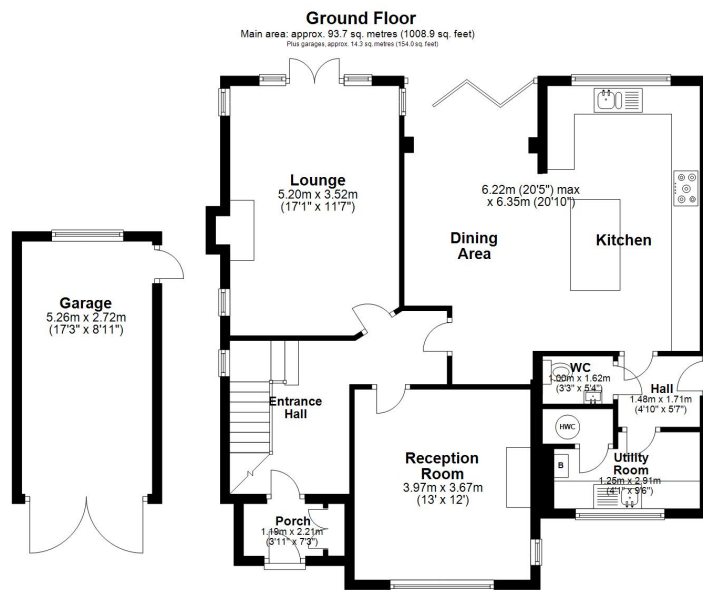 Ground Floor
Main area: approx. 93.7 sq. metres (1008.9 sq. feet)
Plus garages, approx. 14.3 sq. metres (154.0 sq. feet)
Lounge
5.20m x 3.52m
(17'1" x 11'7")
6.22m (20'5") max
x 6.35m (20'10")
Dining
Area
Kitchen
Garage
5.26m x 2.72m
(17'3" x 8'11")
WC
1.00m x 1.62m
(3'3" x 5'4")
Hall
1.48m x 1.71m
(4'10" x 5'7")
Entrance
Hall
HWC
Reception
Room
3.97m x 3.67m
(13' x 12')
B
Utility
Room
1.25m x 2.91m
(4'1" x 9'6")
Porch
1.19m x 2.21m
(3'11" x 7'3")